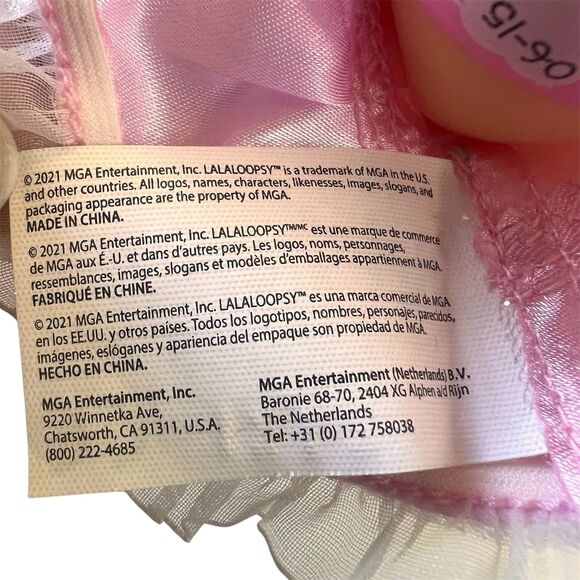 06-15
© 2021 MGA Entertainment, Inc. LALALOOPSY™ is a trademark of MGA in the U.S.
and other countries. All logos, names, characters, likenesses, images, slogans, and
packaging appearance are the property of MGA.
MADE IN CHINA.
© 2021 MGA Entertainment, Inc. LALALOOPSY™/MC est une marque de commerce
de MGA aux É.-U. et dans d'autres pays. Les logos, noms, personnages,
ressemblances, images, slogans et modèles d'emballages appartiennent à MGA.
FABRIQUÉ EN CHINE.
© 2021 MGA Entertainment, Inc. LALALOOPSY™ es una marca comercial de MGA
en los EE.UU. y otros países. Todos los logotipos, nombres, personajes, parecidos,
imágenes, eslóganes y apariencia del empaque son propiedad de MGA.
HECHO EN CHINA.
MGA Entertainment, Inc.
9220 Winnetka Ave,
Chatsworth, CA 91311, U.S.A.
(800) 222-4685
MGA Entertainment (Netherlands) B.V.
Baronie 68-70, 2404 XG Alphen a/d Rijn
The Netherlands
Tel: +31 (0) 172 758038